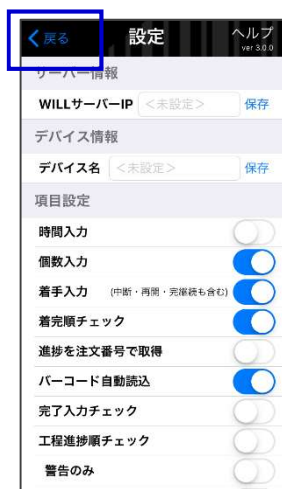 戻る 設定 ヘルプ
ver 3.0.0
サーバー情報
WILLサーバーIP <未設定> 保存
デバイス情報
デバイス名 <未設定> 保存
項目設定
時間入力
個数入力
着手入力 (中断・再開・完継続も含む)
着完順チェック
進捗を注文番号で取得
バーコード自動読込
完了入力チェック
工程進捗順チェック
警告のみ